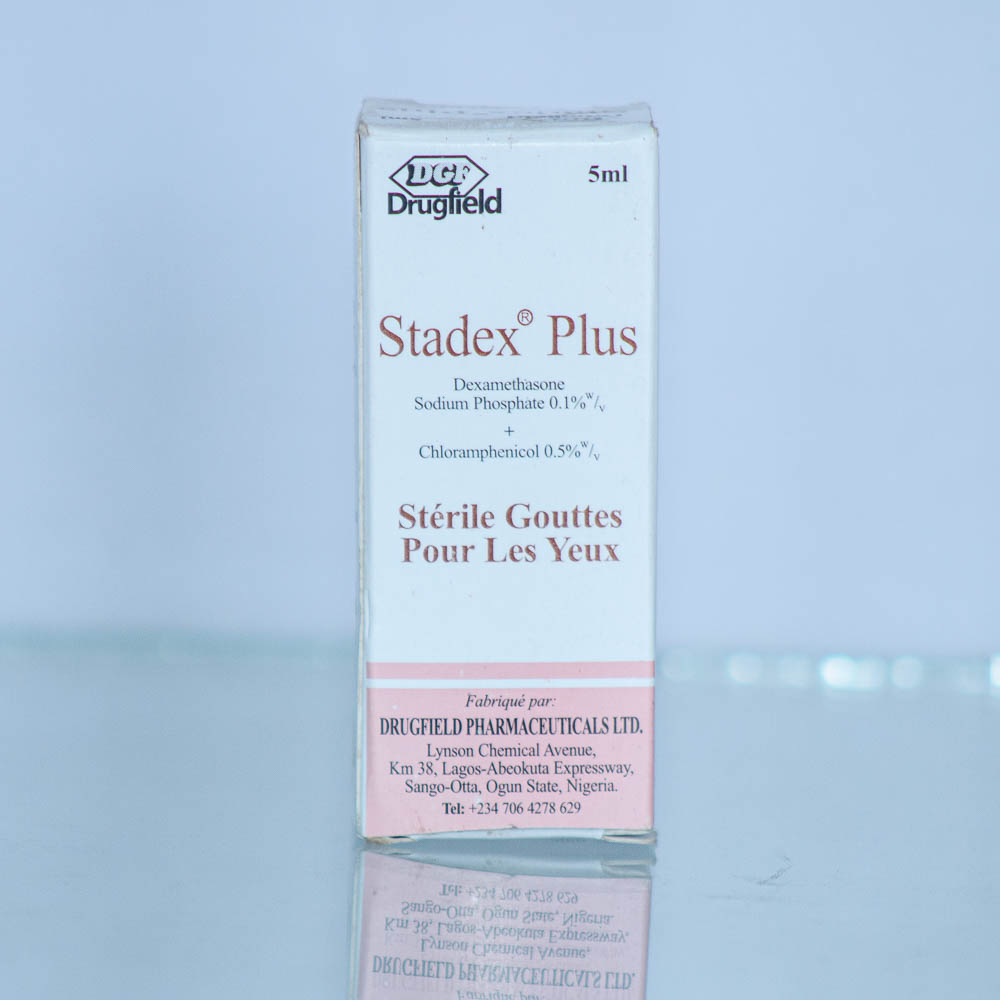 DGF
Drugfield
5ml
Stadex® Plus
Dexamethasone
Sodium Phosphate 0.1%w/v
+
Chloramphenicol 0.5%w/v
Stérile Gouttes
Pour Les Yeux
Fabriqué par:
DRUGFIELD PHARMACEUTICALS LTD.
Lynson Chemical Avenue,
Km 38, Lagos-Abeokuta Expressway,
Sango-Otta, Ogun State, Nigeria.
Tel: +234 706 4278 629